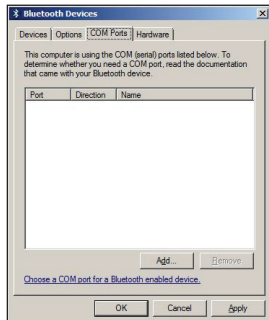 Bluetooth Devices
Devices Options COM Ports Hardware
This computer is using the COM (serial) ports listed below. To
determine whether you need a COM port, read the documentation
that came with your Bluetooth device.
Port Direction Name
Add... Remove
Choose a COM port for a Bluetooth enabled device.
OK Cancel Apply